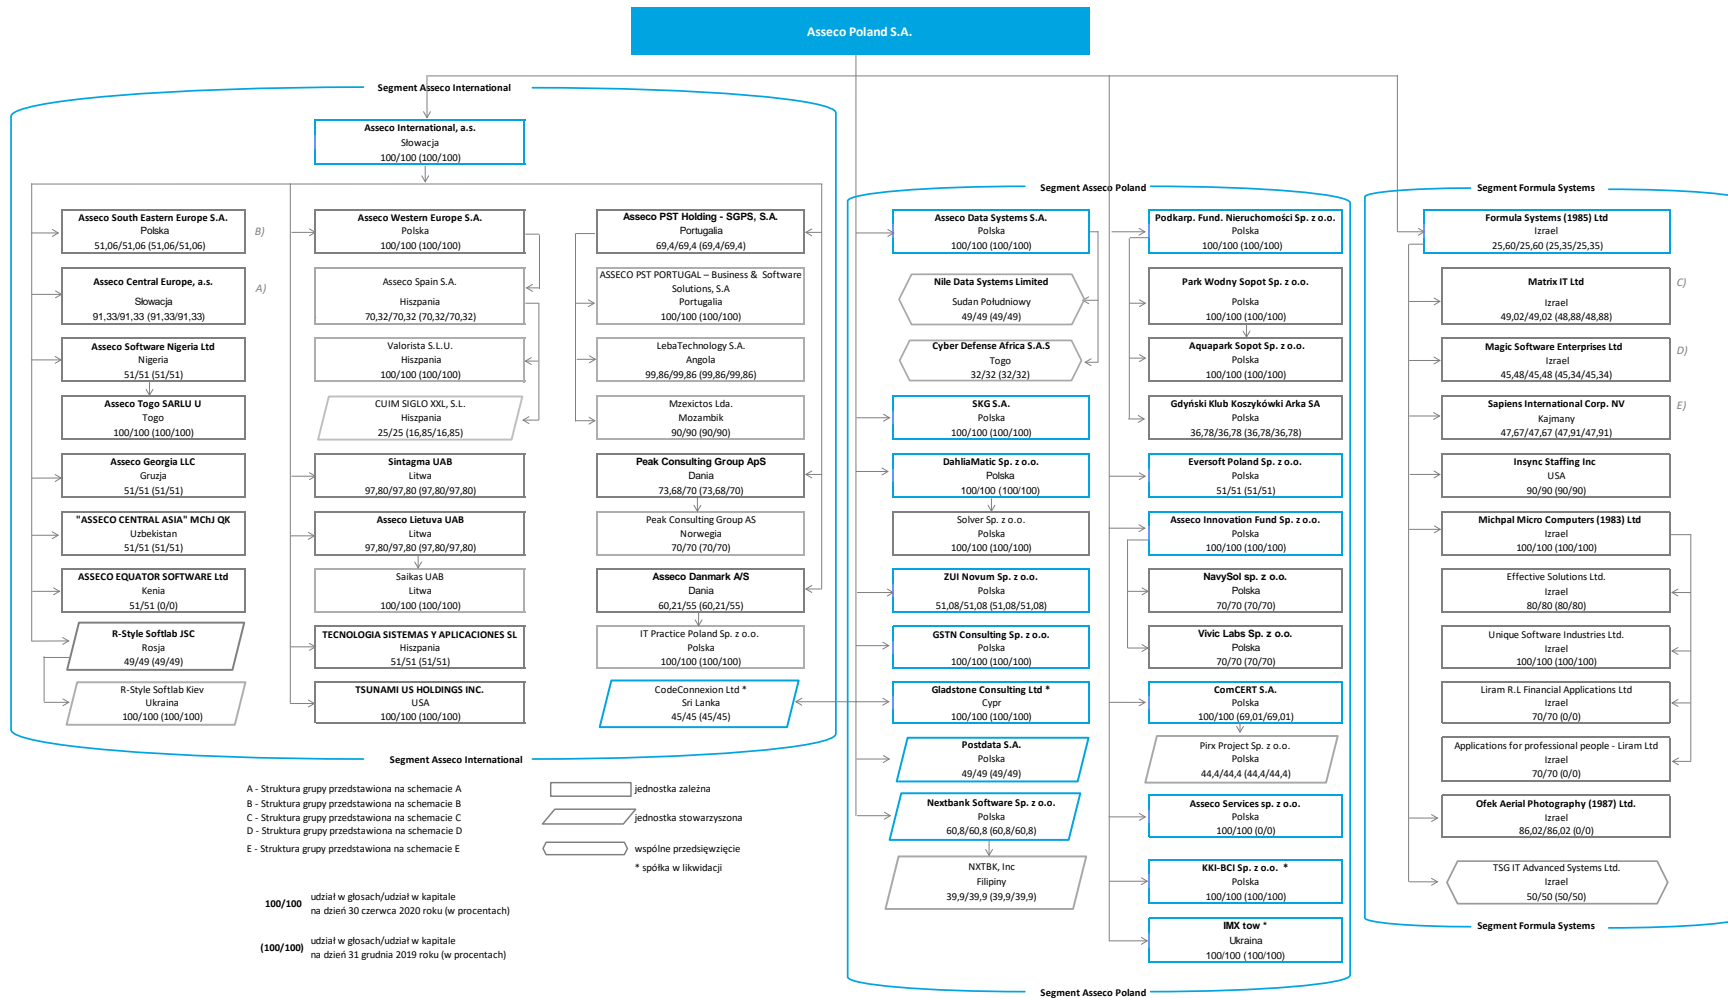 Asseco Poland S.A.
Segment Asseco International
Asseco International, a.s.
Słowacja
100/100 (100/100)
Asseco South Eastern Europe S.A.
Polska
51,06/51,06 (51,06/51,06)
B)
Asseco Central Europe, a.s.
Słowacja
91,33/91,33 (91,33/91,33)
A)
Asseco Software Nigeria Ltd
Nigeria
51/51 (51/51)
Asseco Togo SARLU U
Togo
100/100 (100/100)
Asseco Georgia LLC
Gruzja
51/51 (51/51)
"ASSECO CENTRAL ASIA" MChJ QK
Uzbekistan
51/51 (51/51)
ASSECO EQUATOR SOFTWARE Ltd
Kenia
51/51 (0/0)
R-Style Softlab JSC
Rosja
49/49 (49/49)
R-Style Softlab Kiev
Ukraina
100/100 (100/100)
Asseco Western Europe S.A.
Polska
100/100 (100/100)
Asseco Spain S.A.
Hiszpania
70,32/70,32 (70,32/70,32)
Valorista S.L.U.
Hiszpania
100/100 (100/100)
CUIM SIGLO XXL, S.L.
Hiszpania
25/25 (16,85/16,85)
Sintagma UAB
Litwa
97,80/97,80 (97,80/97,80)
Asseco Lietuva UAB
Litwa
97,80/97,80 (97,80/97,80)
Saikas UAB
Litwa
100/100 (100/100)
TECNOLOGIA SISTEMAS Y APLICACIONES SL
Hiszpania
51/51 (51/51)
TSUNAMI US HOLDINGS INC.
USA
100/100 (100/100)
Asseco PST Holding - SGPS, S.A.
Portugalia
69,4/69,4 (69,4/69,4)
ASSECO PST PORTUGAL – Business & Software
Solutions, S.A
Portugalia
100/100 (100/100)
LebaTechnology S.A.
Angola
99,86/99,86 (99,86/99,86)
Mzexictos Lda.
Mozambik
90/90 (90/90)
Peak Consulting Group ApS
Dania
73,68/70 (73,68/70)
Peak Consulting Group AS
Norwegia
70/70 (70/70)
Asseco Danmark A/S
Dania
60,21/55 (60,21/55)
IT Practice Poland Sp. z o.o.
Polska
100/100 (100/100)
CodeConnexion Ltd *
Sri Lanka
45/45 (45/45)
Segment Asseco International
Segment Asseco Poland
Asseco Data Systems S.A.
Polska
100/100 (100/100)
Nile Data Systems Limited
Sudan Południowy
49/49 (49/49)
Cyber Defense Africa S.A.S
Togo
32/32 (32/32)
SKG S.A.
Polska
100/100 (100/100)
DahliaMatic Sp. z o.o.
Polska
100/100 (100/100)
Solver Sp. z o.o.
Polska
100/100 (100/100)
ZUI Novum Sp. z o.o.
Polska
51,08/51,08 (51,08/51,08)
GSTN Consulting Sp. z o.o.
Polska
100/100 (100/100)
Gladstone Consulting Ltd *
Cypr
100/100 (100/100)
Postdata S.A.
Polska
49/49 (49/49)
Nextbank Software Sp. z o.o.
Polska
60,8/60,8 (60,8/60,8)
NXTBK, Inc
Filipiny
39,9/39,9 (39,9/39,9)
Podkarp. Fund. Nieruchomości Sp. z o.o.
Polska
100/100 (100/100)
Park Wodny Sopot Sp. z o.o.
Polska
100/100 (100/100)
Aquapark Sopot Sp. z o.o.
Polska
100/100 (100/100)
Gdyński Klub Koszykówki Arka SA
Polska
36,78/36,78 (36,78/36,78)
Eversoft Poland Sp. z o.o.
Polska
51/51 (51/51)
Asseco Innovation Fund Sp. z o.o.
Polska
100/100 (100/100)
NavySol sp. z o.o.
Polska
70/70 (70/70)
Vivic Labs Sp. z o.o.
Polska
70/70 (70/70)
ComCERT S.A.
Polska
100/100 (69,01/69,01)
Pirx Project Sp. z o.o.
Polska
44,4/44,4 (44,4/44,4)
Asseco Services sp. z o.o.
Polska
100/100 (0/0)
KKI-BCI Sp. z o.o. *
Polska
100/100 (100/100)
IMX tow *
Ukraina
100/100 (100/100)
Segment Asseco Poland
Segment Formula Systems
Formula Systems (1985) Ltd
Izrael
25,60/25,60 (25,35/25,35)
Matrix IT Ltd
Izrael
49,02/49,02 (48,88/48,88)
C)
Magic Software Enterprises Ltd
Izrael
45,48/45,48 (45,34/45,34)
D)
Sapiens International Corp. NV
Kajmany
47,67/47,67 (47,91/47,91)
E)
Insync Staffing Inc
USA
90/90 (90/90)
Michpal Micro Computers (1983) Ltd
Izrael
100/100 (100/100)
Effective Solutions Ltd.
Izrael
80/80 (80/80)
Unique Software Industries Ltd.
Izrael
100/100 (100/100)
Liram R.L Financial Applications Ltd
Izrael
70/70 (0/0)
Applications for professional people - Liram Ltd
Izrael
70/70 (0/0)
Ofek Aerial Photography (1987) Ltd.
Izrael
86,02/86,02 (0/0)
TSG IT Advanced Systems Ltd.
Izrael
50/50 (50/50)
Segment Formula Systems
A - Struktura grupy przedstawiona na schemacie A
B - Struktura grupy przedstawiona na schemacie B
C - Struktura grupy przedstawiona na schemacie C
D - Struktura grupy przedstawiona na schemacie D
E - Struktura grupy przedstawiona na schemacie E
jednostka zależna
jednostka stowarzyszona
wspólne przedsięwzięcie
* spółka w likwidacji
100/100 udział w głosach/udział w kapitale
na dzień 30 czerwca 2020 roku (w procentach)
(100/100) udział w głosach/udział w kapitale
na dzień 31 grudnia 2019 roku (w procentach)